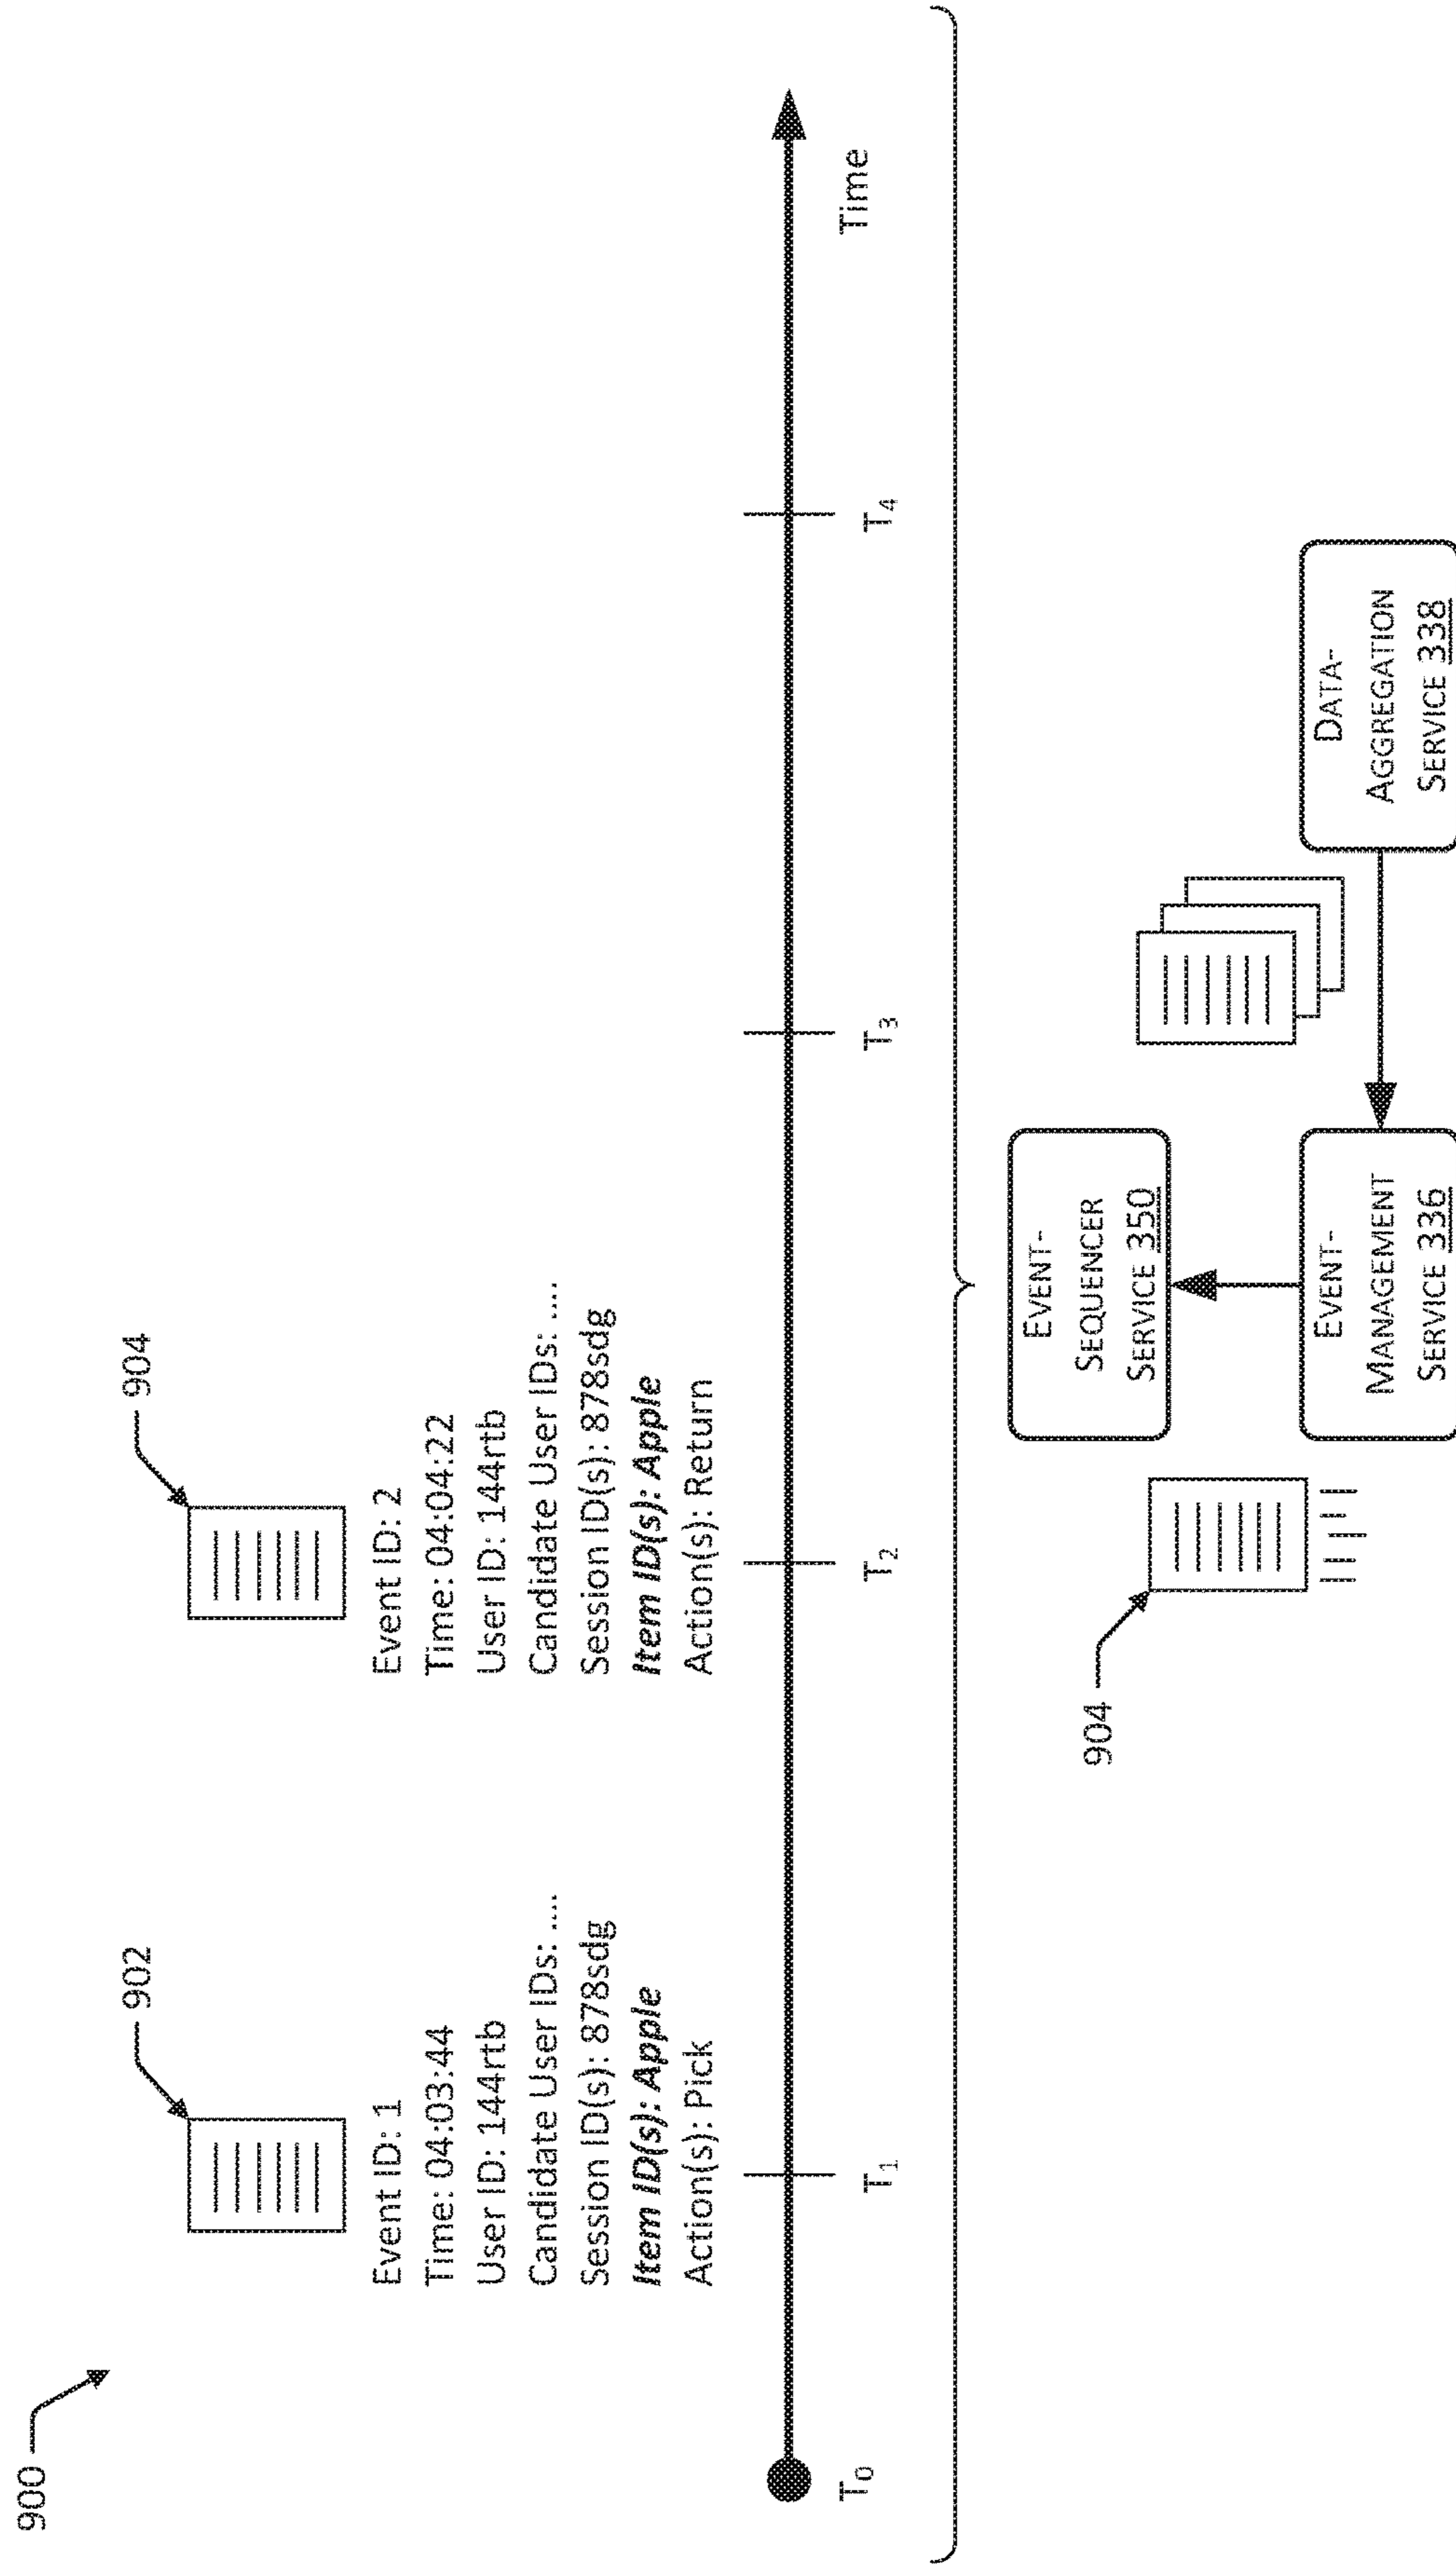 900
902
Event ID: 1
Time: 04:03:44
User ID: 144rtb
Candidate User IDs: ....
Session ID(s): 878sdg
Item ID(s): Apple
Action(s): Pick
904
Event ID: 2
Time: 04:04:22
User ID: 144rtb
Candidate User IDs: ....
Session ID(s): 878sdg
Item ID(s): Apple
Action(s): Return
T0
T1
T2
T3
T4
Time
904
EVENT-
SEQUENCER
SERVICE 350
EVENT-
MANAGEMENT
SERVICE 336
DATA-
AGGREGATION
SERVICE 338